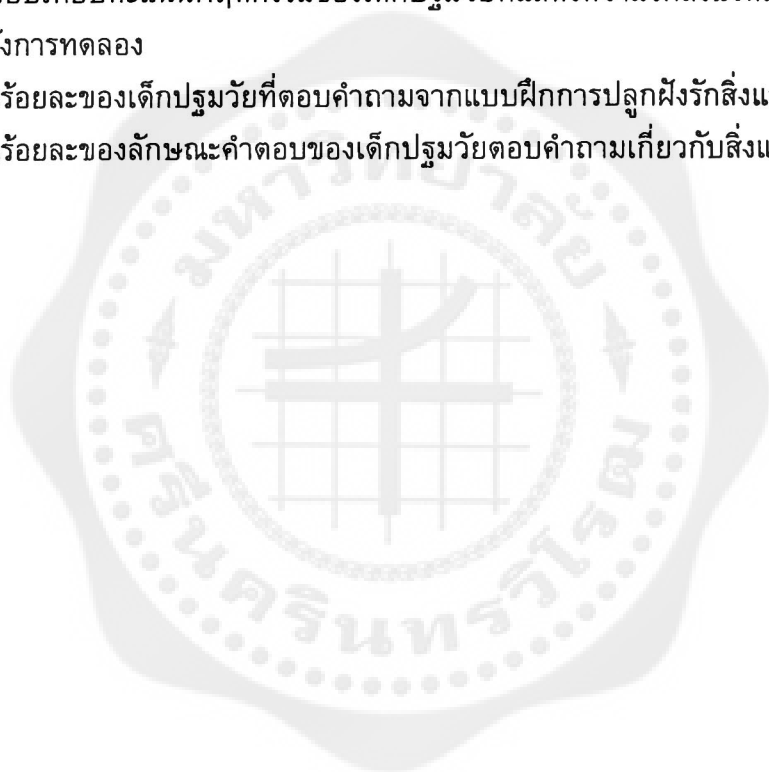 งการทดลอง
ร้อยละของเด็กปฐมวัยที่ตอบคำถามจากแบบฝึกการปลูกฝังรักสิ่งแ
ร้อยละของลักษณะคำตอบของเด็กปฐมวัยตอบคำถามเกี่ยวกับสิ่งแ
มหาวิทยาลัย
ศรีนครินทรวิโรฒ